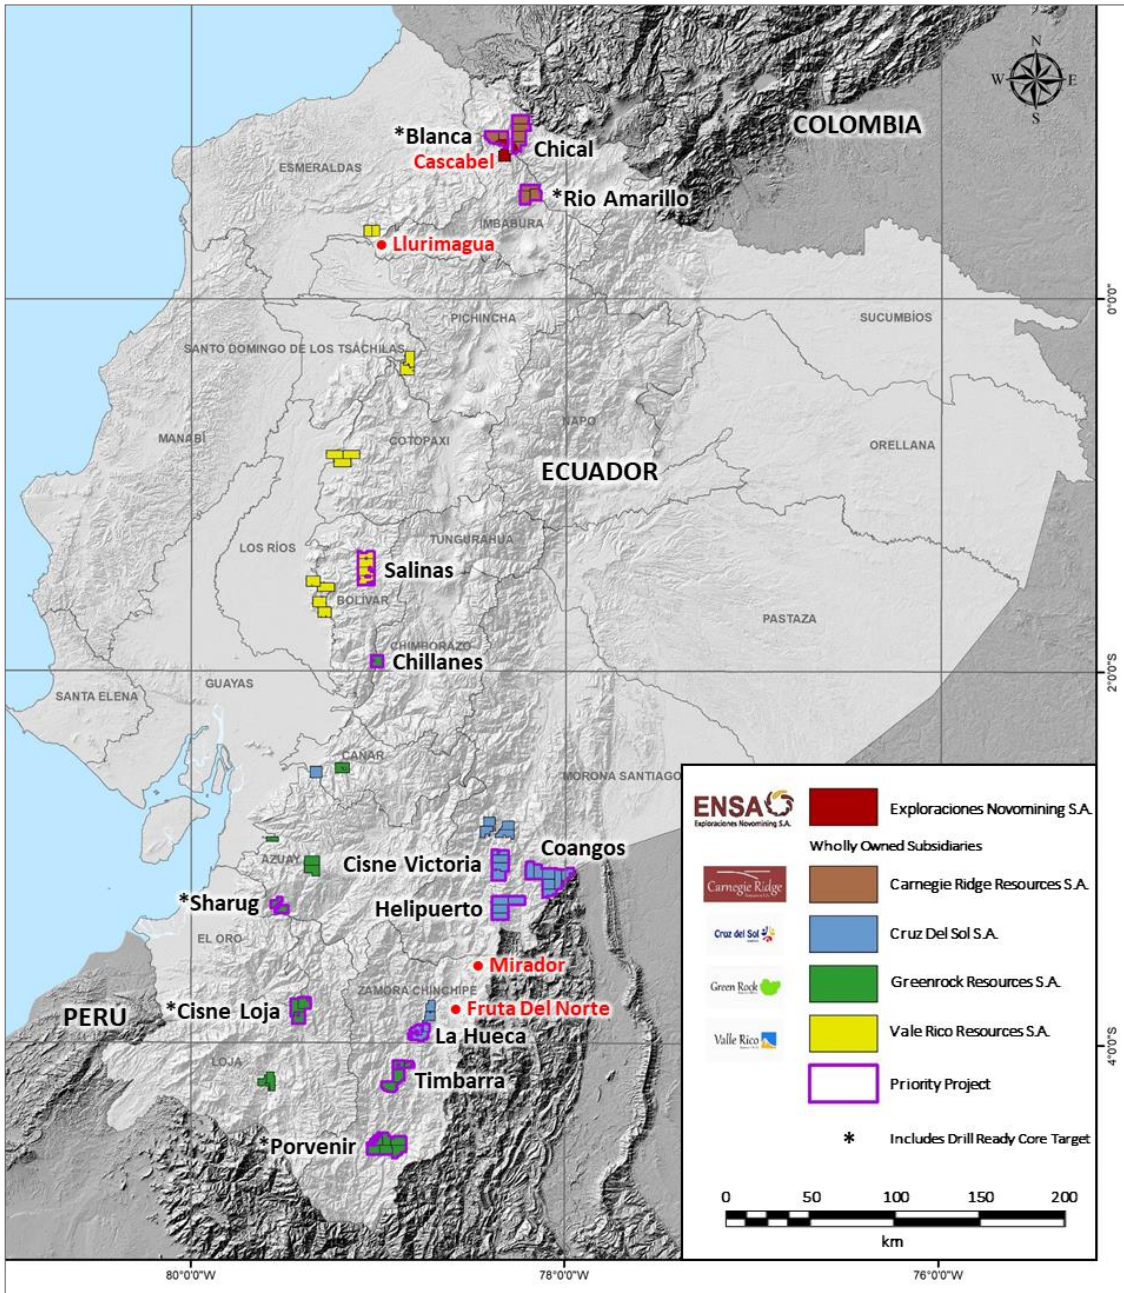 N
W E
S
COLOMBIA
*Blanca
Chical
Cascabel
ESMERALDAS
*Rio Amarillo
IMBABURA
Llurimagua
0°0'0"
PICHINCHA
SUCUMBÍOS
SANTO DOMINGO DE LOS TSÁCHILAS
NAPO
MANABÍ
COTOPAXI
ORELLANA
ECUADOR
LOS RÍOS
TUNGURAHUA
Salinas
BOLÍVAR
PASTAZA
CHIMBORAZO
Chillanes
2°0'0"S
SANTA ELENA
GUAYAS
CAÑAR
MORONA SANTIAGO
Coangos
AZUAY
Cisne Victoria
*Sharug
Helipuerto
EL ORO
Mirador
ZAMORA CHINCHIPE
Fruta Del Norte
PERU
*Cisne Loja
La Hueca
4°0'0"S
LOJA
Timbarra
*Porvenir
ENSA
Exploraciones Novomining S.A.
Exploraciones Novomining S.A.
Wholly Owned Subsidiaries
Carnegie Ridge
Carnegie Ridge Resources S.A.
Cruz del Sol
Cruz Del Sol S.A.
Green Rock
Greenrock Resources S.A.
Valle Rico
Vale Rico Resources S.A.
Priority Project
* Includes Drill Ready Core Target
0 50 100 150 200
km
80°0'0"W 78°0'0"W 76°0'0"W